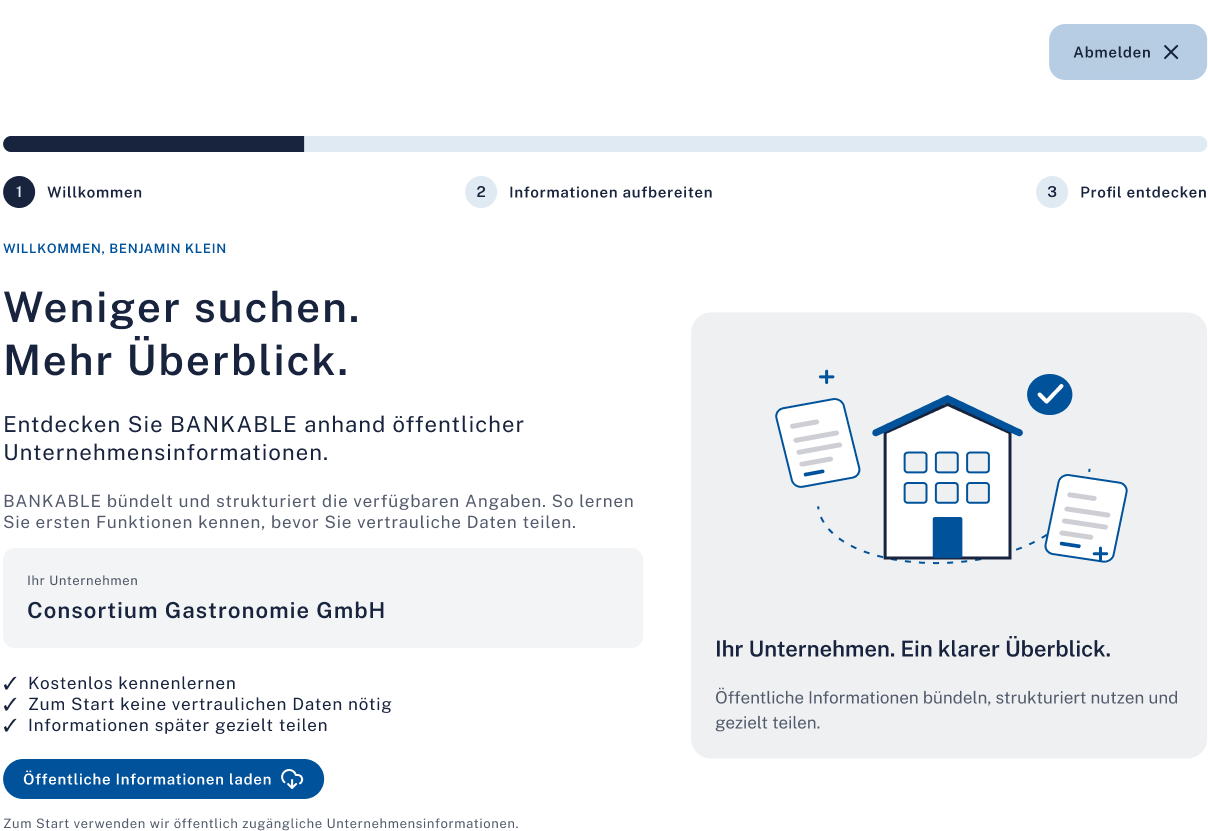 Abmelden
1 Willkommen
2 Informationen aufbereiten
3 Profil entdecken
WILLKOMMEN, BENJAMIN KLEIN
Weniger suchen.
Mehr Überblick.
Entdecken Sie BANKABLE anhand öffentlicher
Unternehmensinformationen.
BANKABLE bündelt und strukturiert die verfügbaren Angaben. So lernen
Sie ersten Funktionen kennen, bevor Sie vertrauliche Daten teilen.
Ihr Unternehmen
Consortium Gastronomie GmbH
✓ Kostenlos kennenlernen
✓ Zum Start keine vertraulichen Daten nötig
✓ Informationen später gezielt teilen
Öffentliche Informationen laden
Zum Start verwenden wir öffentlich zugängliche Unternehmensinformationen.
Ihr Unternehmen. Ein klarer Überblick.
Öffentliche Informationen bündeln, strukturiert nutzen und
gezielt teilen.